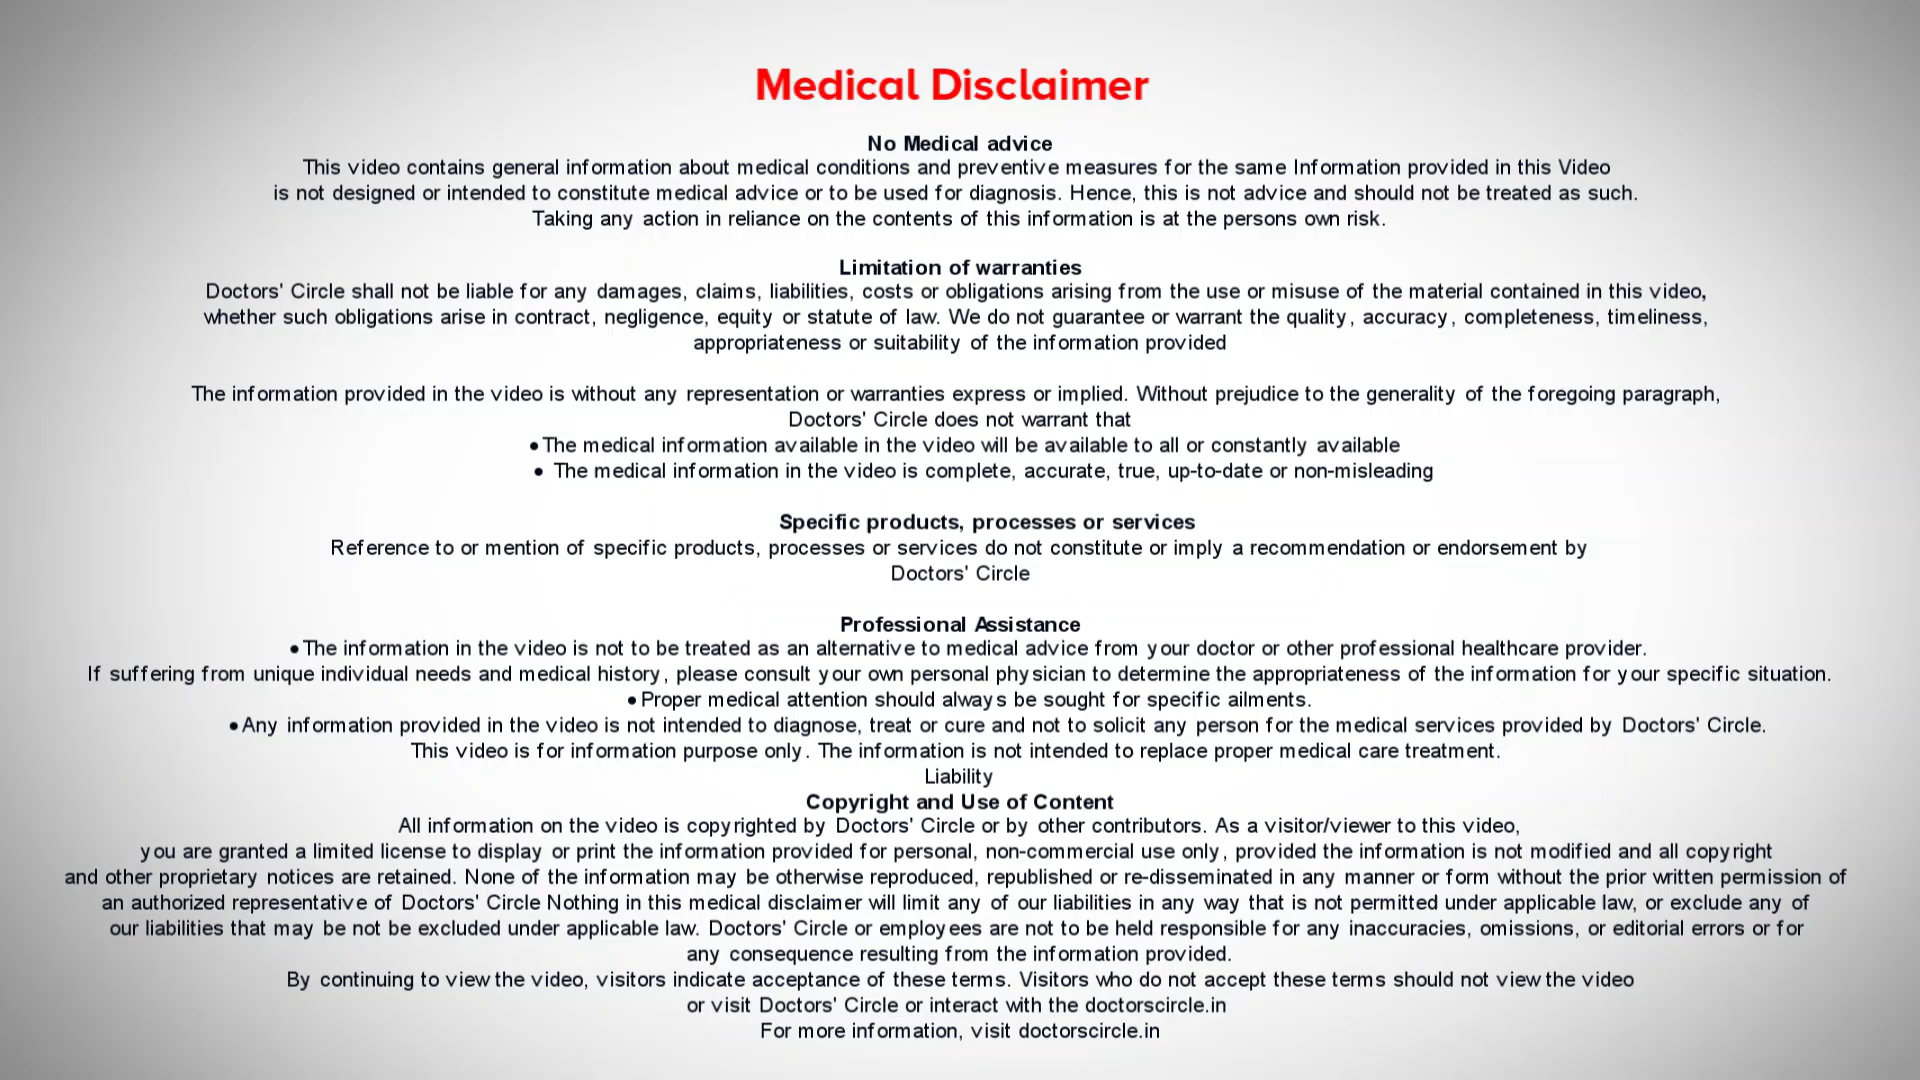 Medical Disclaimer
No Medical advice
This video contains general information about medical conditions and preventive measures for the same Information provided in this Video
is not designed or intended to constitute medical advice or to be used for diagnosis. Hence, this is not advice and should not be treated as such.
Taking any action in reliance on the contents of this information is at the persons own risk.
Limitation of warranties
Doctors' Circle shall not be liable for any damages, claims, liabilities, costs or obligations arising from the use or misuse of the material contained in this video,
whether such obligations arise in contract, negligence, equity or statute of law. We do not guarantee or warrant the quality, accuracy, completeness, timeliness,
appropriateness or suitability of the information provided
The information provided in the video is without any representation or warranties express or implied. Without prejudice to the generality of the foregoing paragraph,
Doctors' Circle does not warrant that
•The medical information available in the video will be available to all or constantly available
• The medical information in the video is complete, accurate, true, up-to-date or non-misleading
Specific products, processes or services
Reference to or mention of specific products, processes or services do not constitute or imply a recommendation or endorsement by
Doctors' Circle
Professional Assistance
•The information in the video is not to be treated as an alternative to medical advice from your doctor or other professional healthcare provider.
If suffering from unique individual needs and medical history, please consult your own personal physician to determine the appropriateness of the information for your specific situation.
•Proper medical attention should always be sought for specific ailments.
•Any information provided in the video is not intended to diagnose, treat or cure and not to solicit any person for the medical services provided by Doctors' Circle.
This video is for information purpose only. The information is not intended to replace proper medical care treatment.
Liability
Copyright and Use of Content
All information on the video is copyrighted by Doctors' Circle or by other contributors. As a visitor/viewer to this video,
you are granted a limited license to display or print the information provided for personal, non-commercial use only, provided the information is not modified and all copyright
and other proprietary notices are retained. None of the information may be otherwise reproduced, republished or re-disseminated in any manner or form without the prior written permission of
an authorized representative of Doctors' Circle Nothing in this medical disclaimer will limit any of our liabilities in any way that is not permitted under applicable law, or exclude any of
our liabilities that may be not be excluded under applicable law. Doctors' Circle or employees are not to be held responsible for any inaccuracies, omissions, or editorial errors or for
any consequence resulting from the information provided.
By continuing to view the video, visitors indicate acceptance of these terms. Visitors who do not accept these terms should not view the video
or visit Doctors' Circle or interact with the doctorscircle.in
For more information, visit doctorscircle.in